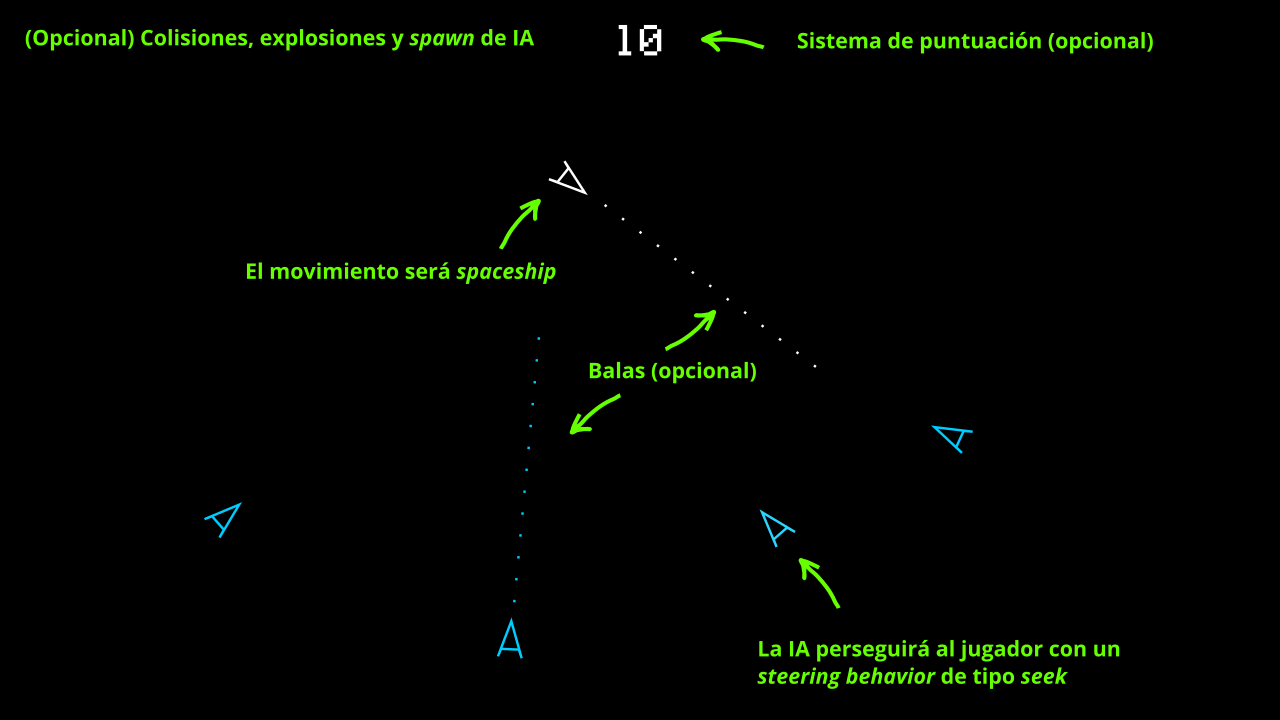 (Opcional) Colisiones, explosiones y spawn de IA
10
Sistema de puntuación (opcional)
El movimiento será spaceship
Balas (opcional)
La IA perseguirá al jugador con un
steering behavior de tipo seek